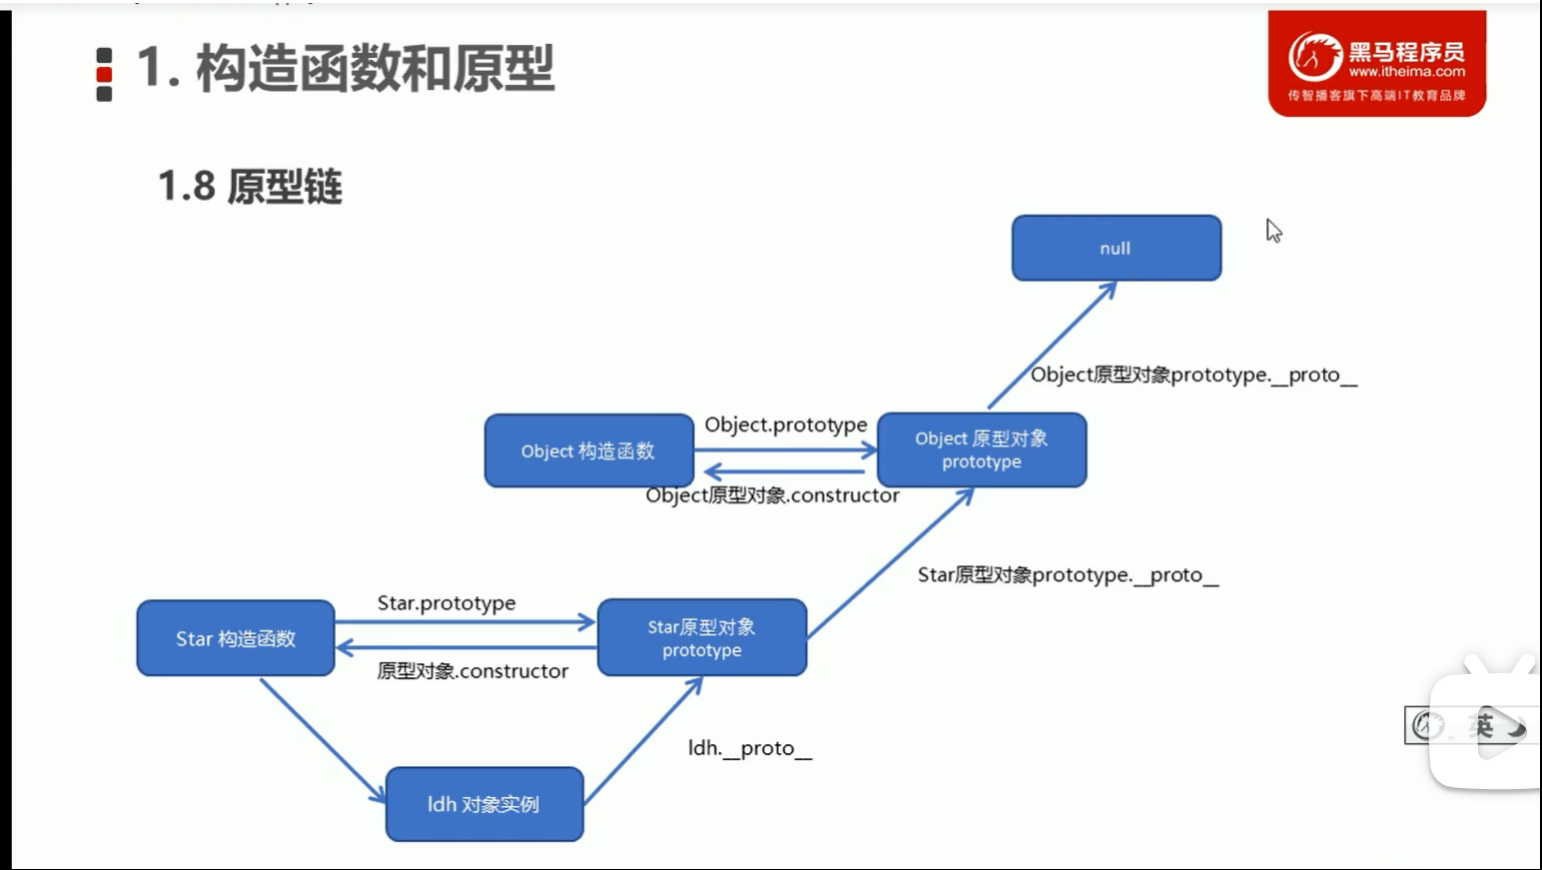 1. 构造函数和原型
黑马程序员
www.itheima.com
传智播客旗下高端IT教育品牌
1.8 原型链
null
Object原型对象prototype.__proto__
Object.prototype
Object 构造函数
Object 原型对象
prototype
Object原型对象.constructor
Star原型对象prototype.__proto__
Star.prototype
Star 构造函数
Star原型对象
prototype
原型对象.constructor
ldh.__proto__
ldh 对象实例
英